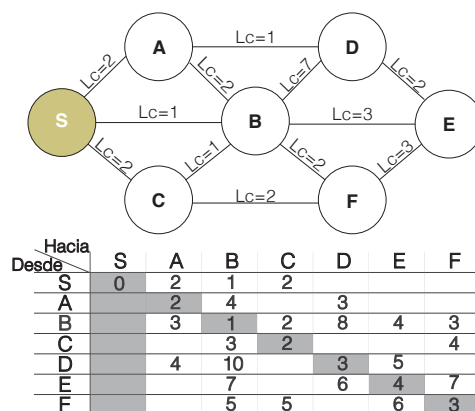 A
Lc=1
D
Lc=2
Lc=2
Lc=7
Lc=2
S
Lc=1
B
Lc=3
E
Lc=2
Lc=1
Lc=2
Lc=3
C
Lc=2
F
Hacia
Desde
S A B C D E F
S 0 2 1 2
A 2 4 3
B 3 1 2 8 4 3
C 3 2 4
D 4 10 3 5
E 7 6 4 7
F 5 5 6 3